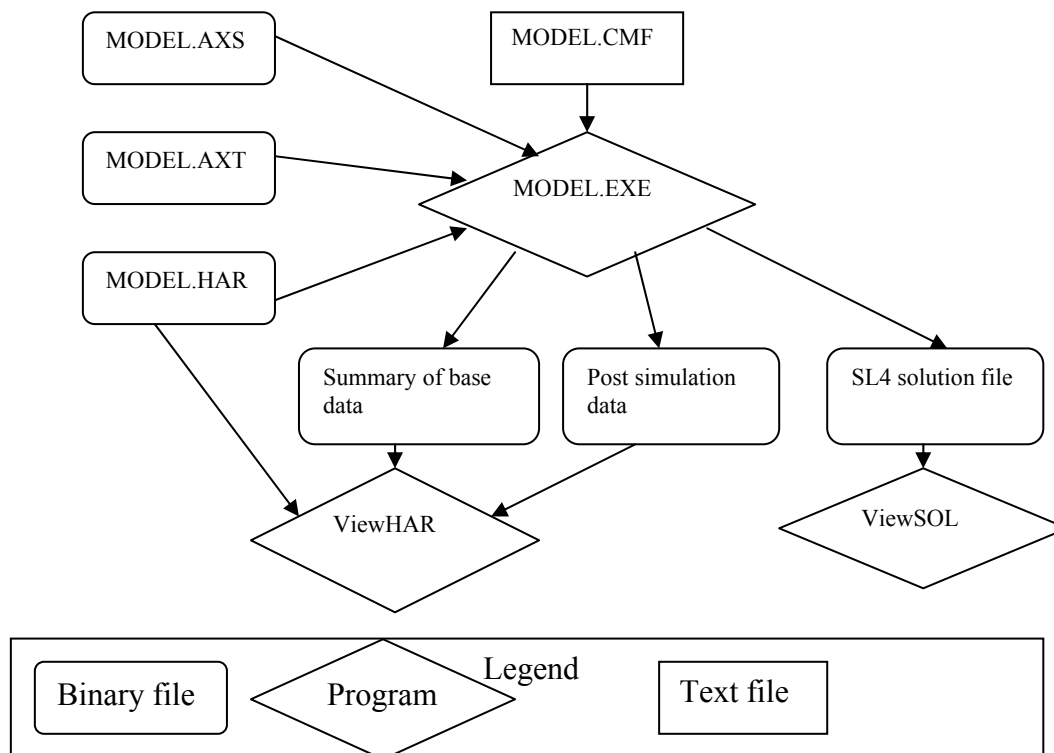 MODEL.AXS
MODEL.CMF
MODEL.AXT
MODEL.EXE
MODEL.HAR
Summary of base
data
Post simulation
data
SL4 solution file
ViewHAR
ViewSOL
Legend
Binary file
Program
Text file